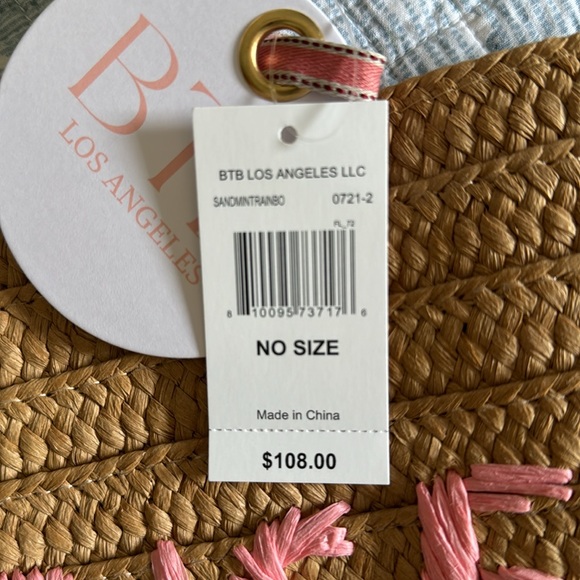 BT
LOS ANGELES
BTB LOS ANGELES LLC
SANDMINTRAINBO 0721-2
PL_72
8 10095 73717 6
NO SIZE
Made in China
$108.00